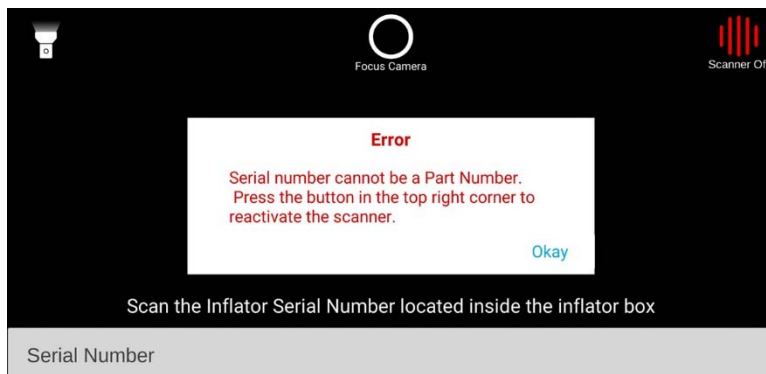 Focus Camera
Scanner Of
Error
Serial number cannot be a Part Number.
Press the button in the top right corner to
reactivate the scanner.
Okay
Scan the Inflator Serial Number located inside the inflator box
Serial Number